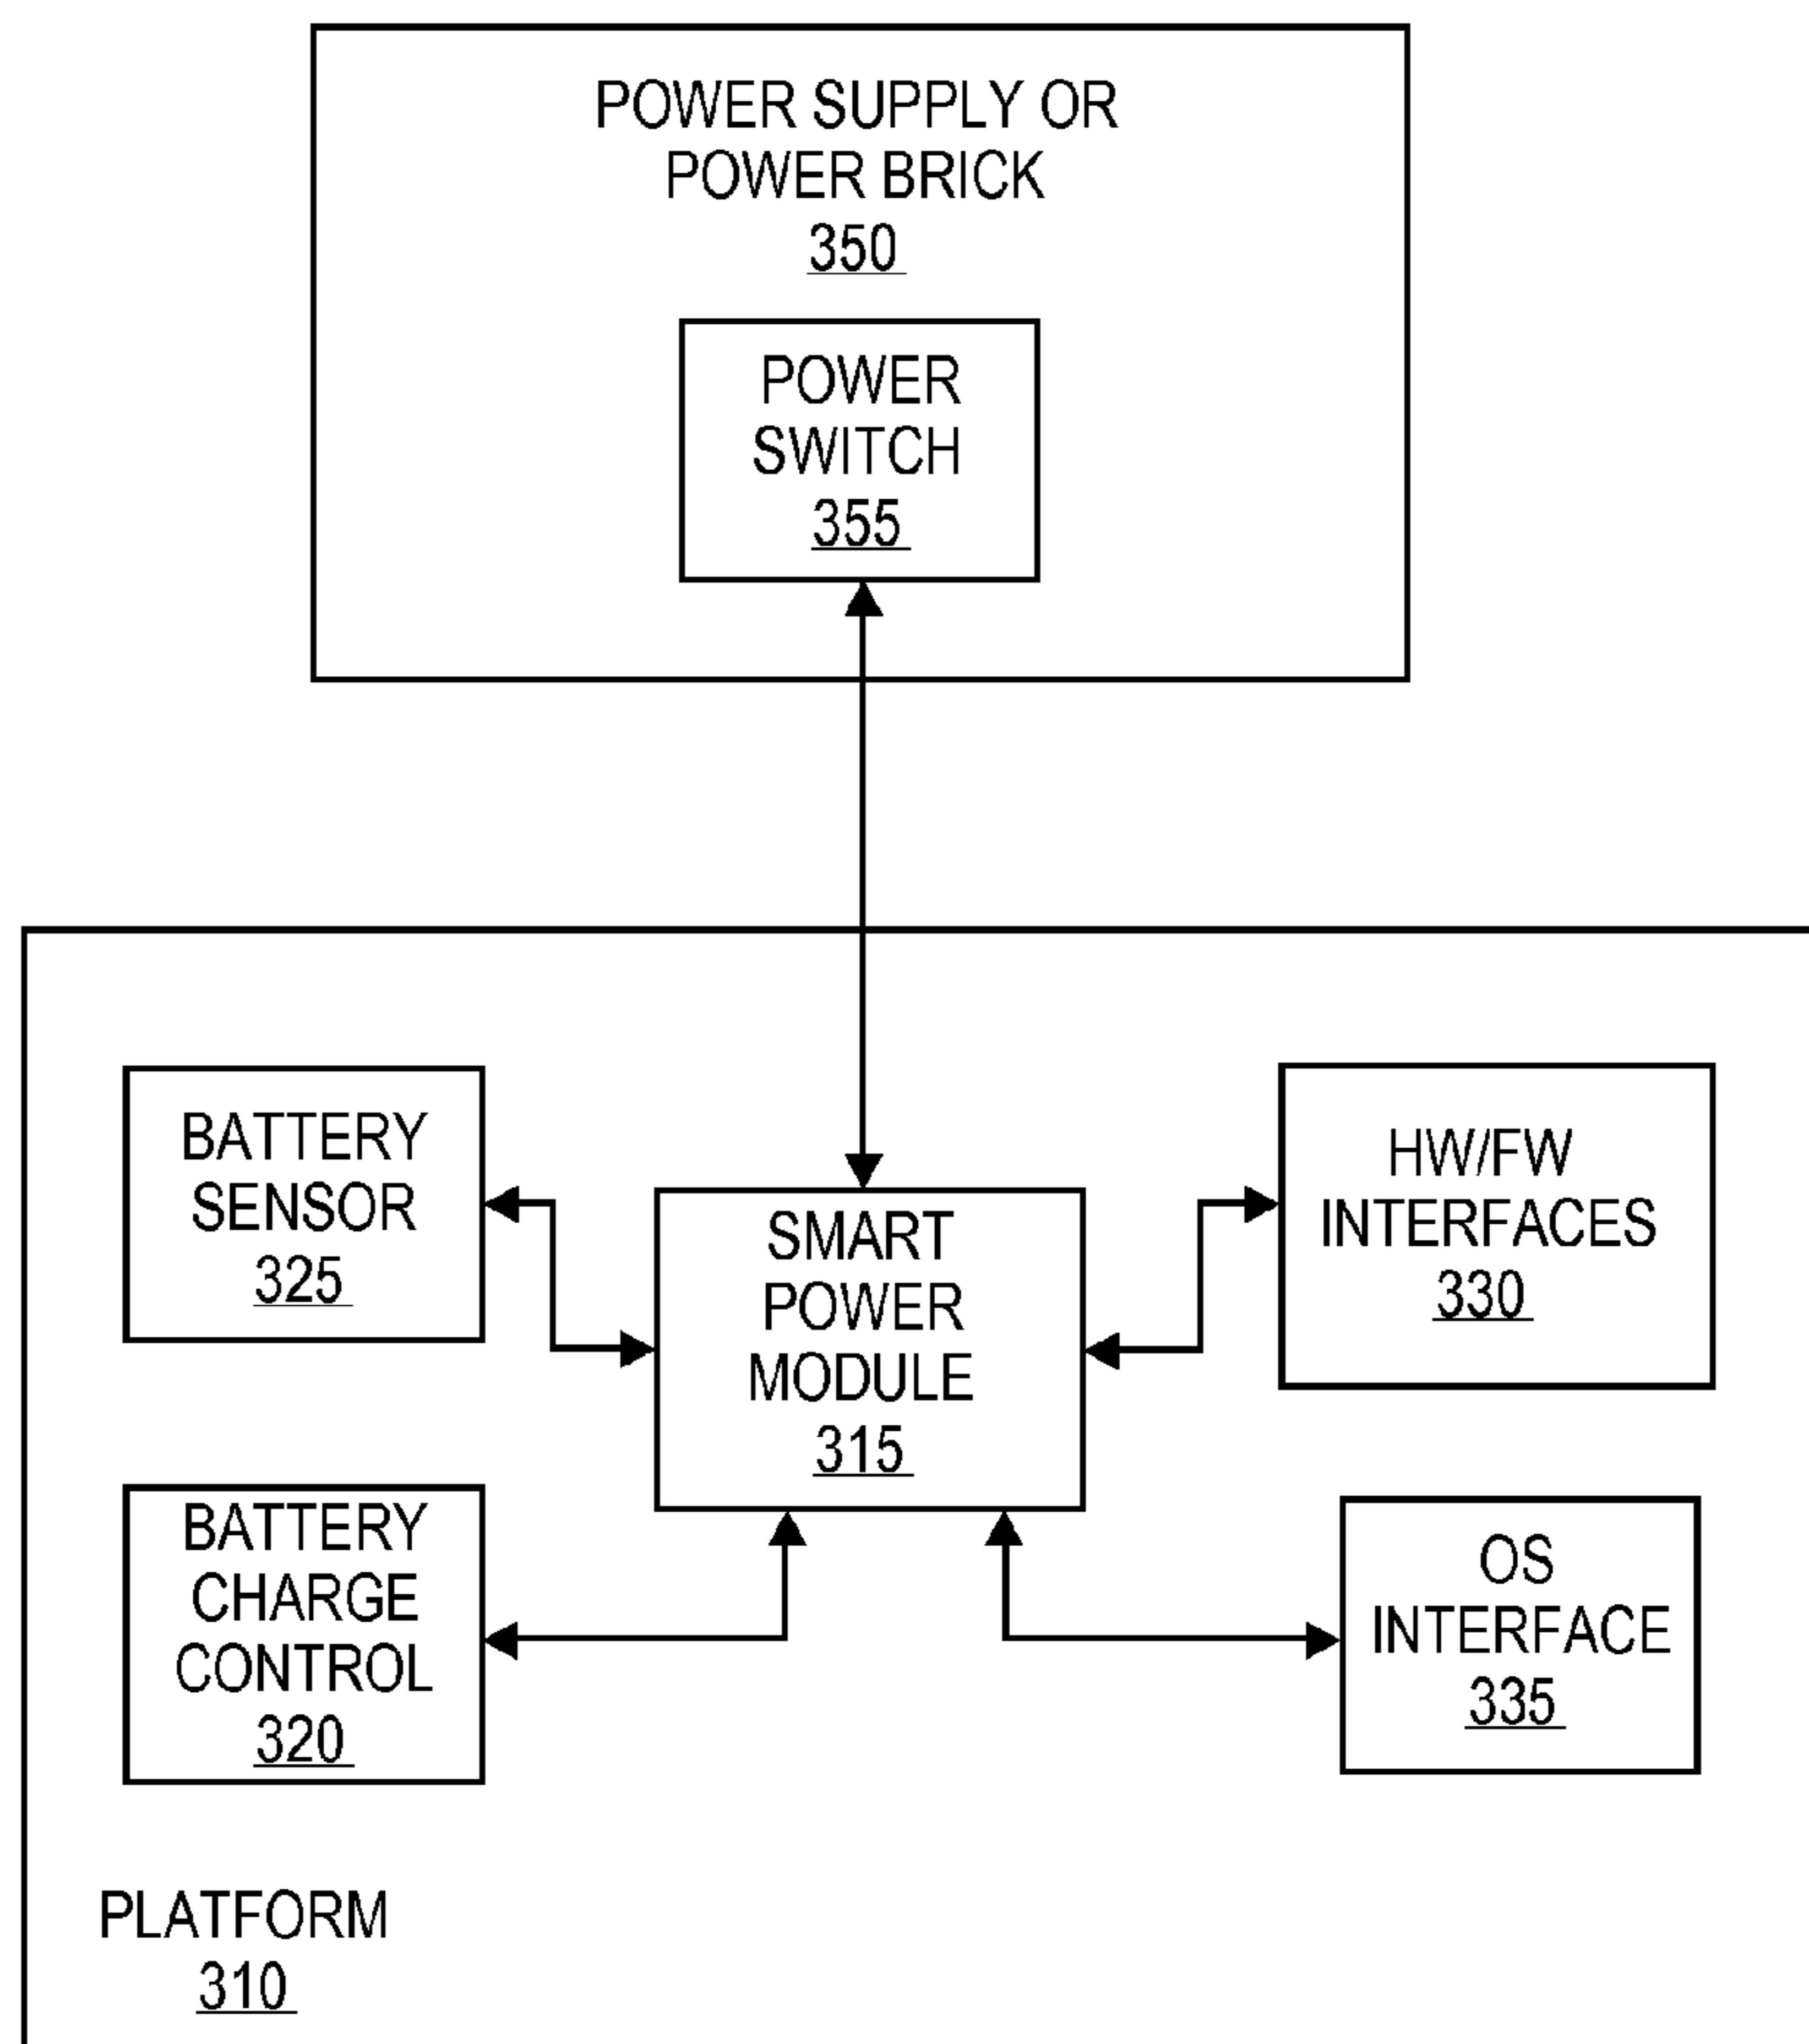 POWER SUPPLY OR
POWER BRICK
350
POWER
SWITCH
355
BATTERY
SENSOR
325
SMART
POWER
MODULE
315
HW/FW
INTERFACES
330
BATTERY
CHARGE
CONTROL
320
OS
INTERFACE
335
PLATFORM
310